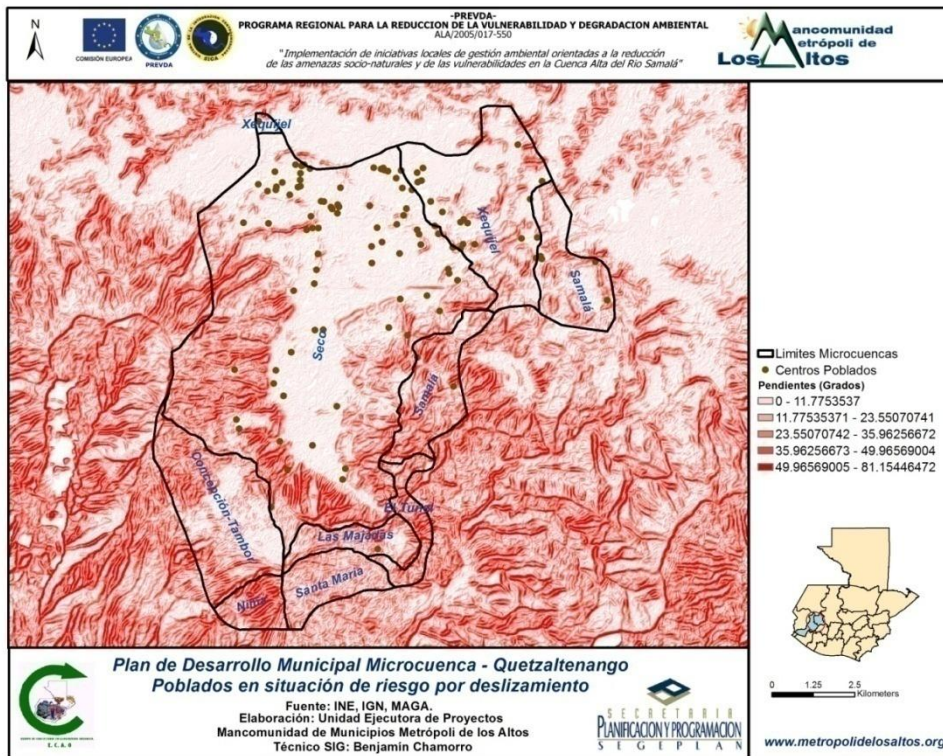 -PREVDA-
PROGRAMA REGIONAL PARA LA REDUCCION DE LA VULNERABILIDAD Y DEGRADACION AMBIENTAL
ALA/2005/017-550
"Implementación de iniciativas locales de gestión ambiental orientadas a la reducción
de las amenazas socio-naturales y de las vulnerabilidades en la Cuenca Alta del Río Samalá"
N
COMISIÓN EUROPEA
PREVDA
Mancomunidad
Metrópoli de
Los Altos
Xequijel
Xequijel
Samalá
Seco
Samalá
Concepción-Tambor
El Túnel
Las Majadas
Santa María
Nima
Limites Microcuencas
Centros Poblados
Pendientes (Grados)
0 - 11.7753537
11.77535371 - 23.55070741
23.55070742 - 35.96256672
35.96256673 - 49.96569004
49.96569005 - 81.15446472
0 1.25 2.5
Kilometers
Plan de Desarrollo Municipal Microcuenca - Quetzaltenango
Poblados en situación de riesgo por deslizamiento
Fuente: INE, IGN, MAGA.
Elaboración: Unidad Ejecutora de Proyectos
Mancomunidad de Municipios Metrópoli de los Altos
Técnico SIG: Benjamín Chamorro
SECRETARIA
PLANIFICACION Y PROGRAMACION
SEGEPLAN
www.metropolidelosaltos.org